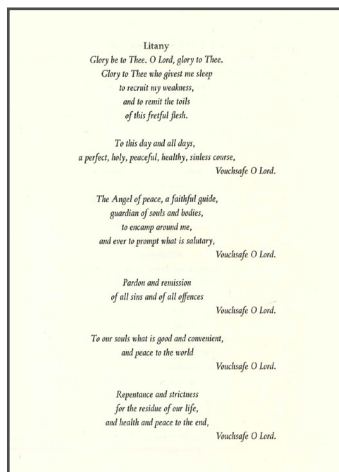 Litany
Glory be to Thee. O Lord, glory to Thee.
Glory to Thee who givest me sleep
to recruit my weakness,
and to remit the toils
of this fretful flesh.
To this day and all days,
a perfect, holy, peaceful, healthy, sinless course,
Vouchsafe O Lord.
The Angel of peace, a faithful guide,
guardian of souls and bodies,
to encamp around me,
and ever to prompt what is salutary,
Vouchsafe O Lord.
Pardon and remission
of all sins and of all offences
Vouchsafe O Lord.
To our souls what is good and convenient,
and peace to the world
Vouchsafe O Lord.
Repentance and strictness
for the residue of our life,
and health and peace to the end,
Vouchsafe O Lord.